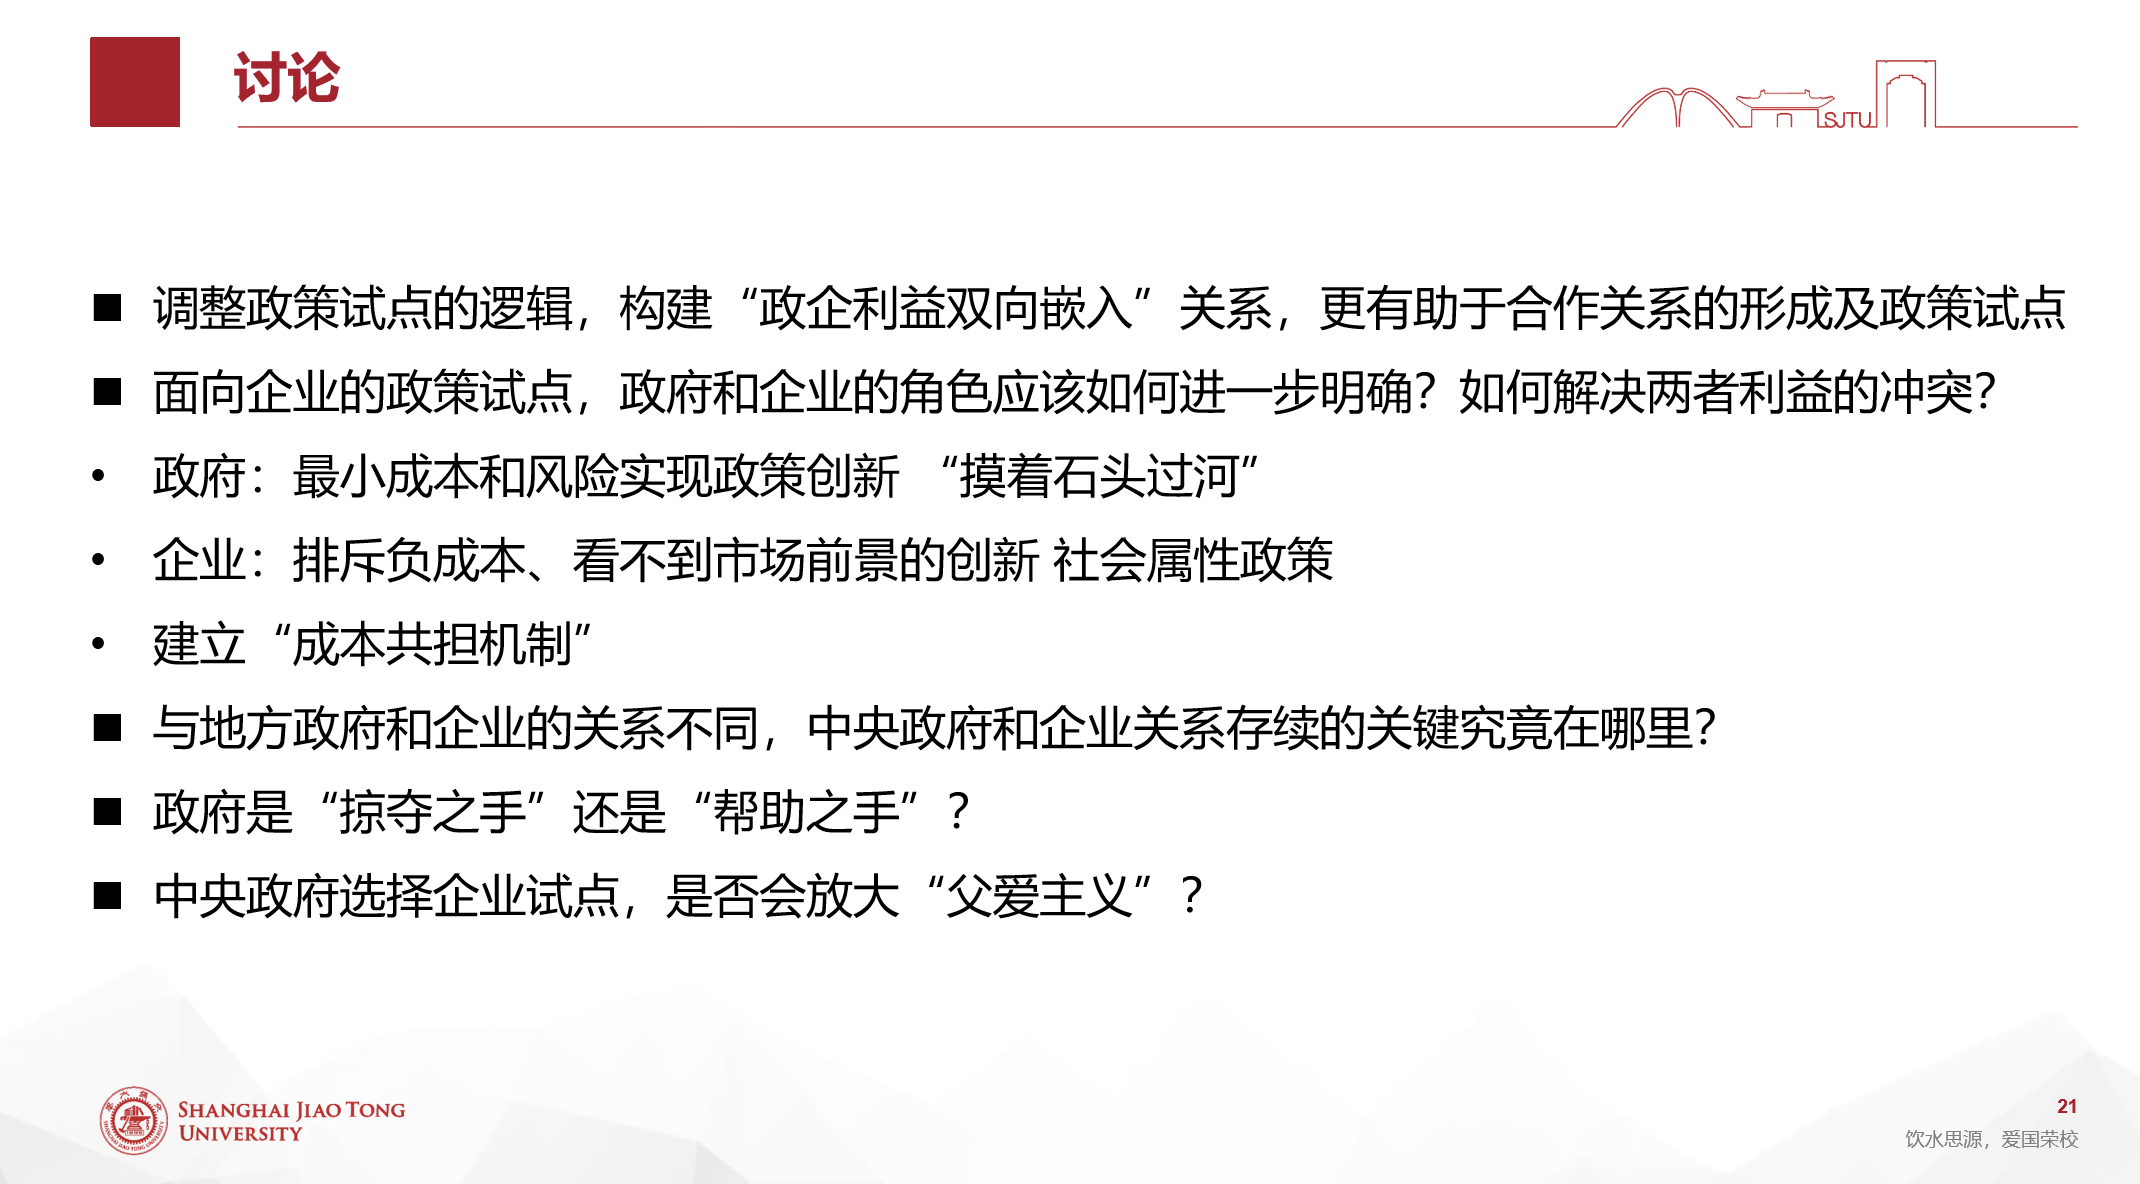 讨论
SJTU
■ 调整政策试点的逻辑，构建“政企利益双向嵌入”关系，更有助于合作关系的形成及政策试点
■ 面向企业的政策试点，政府和企业的角色应该如何进一步明确？如何解决两者利益的冲突？
• 政府：最小成本和风险实现政策创新 “摸着石头过河”
• 企业：排斥负成本、看不到市场前景的创新 社会属性政策
• 建立“成本共担机制”
■ 与地方政府和企业的关系不同，中央政府和企业关系存续的关键究竟在哪里？
■ 政府是“掠夺之手”还是“帮助之手”？
■ 中央政府选择企业试点，是否会放大“父爱主义”？
SHANGHAI JIAO TONG
UNIVERSITY
21
饮水思源，爱国荣校